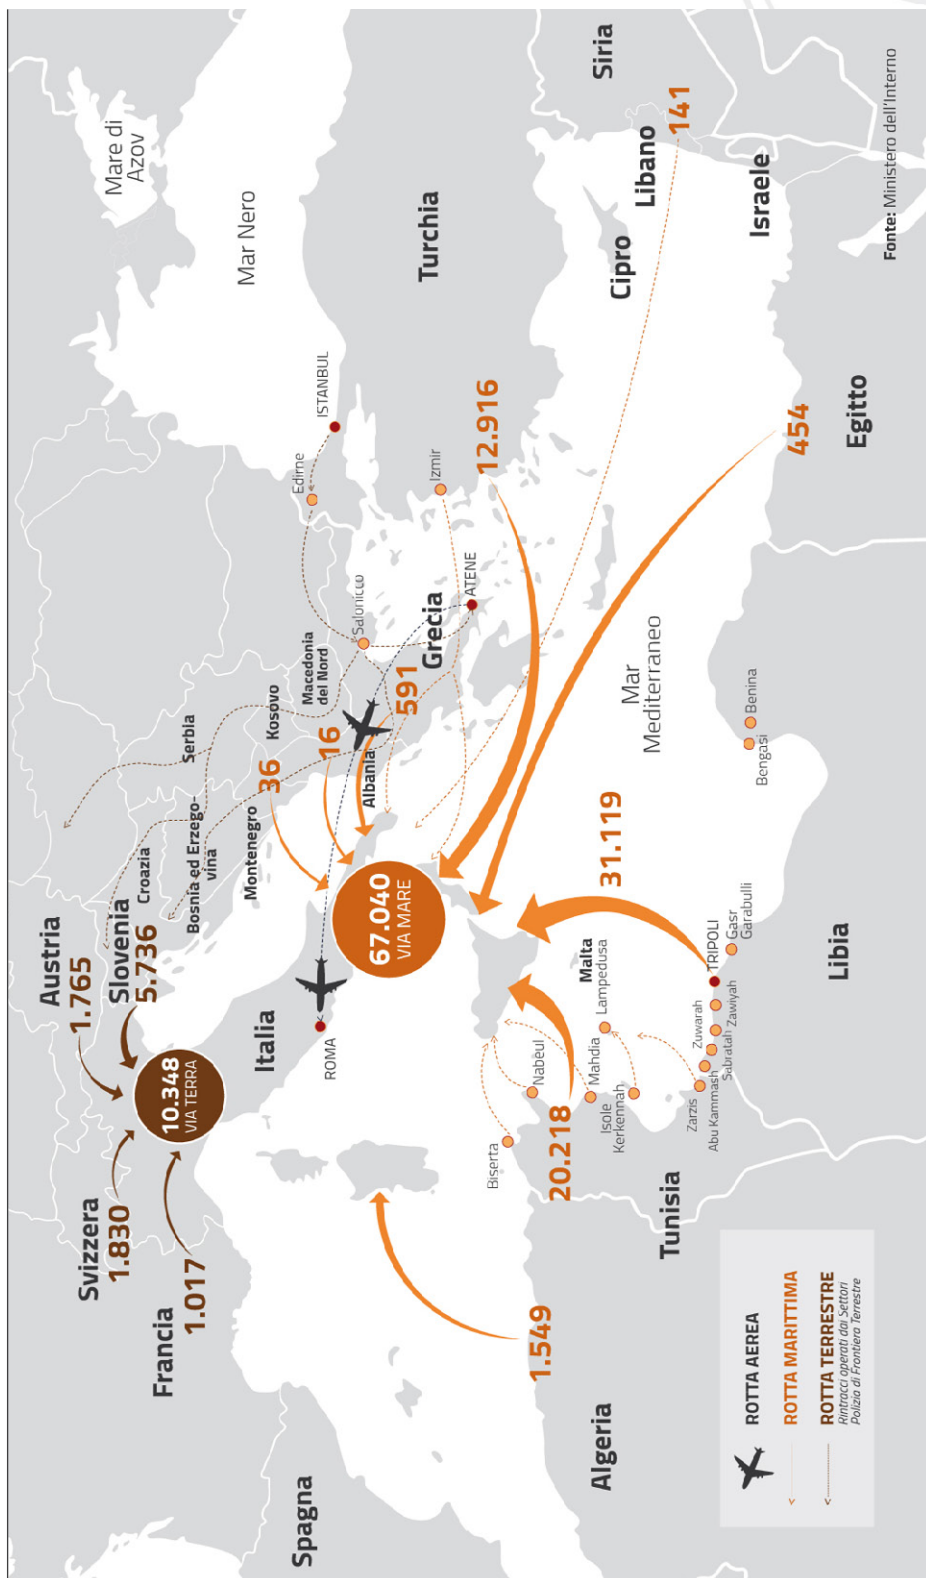 Mare di
Azov
Mar Nero
Siria
Austria
1.765
Slovenia
5.736
Svizzera
1.830
10.348
VIA TERRA
Francia
1.017
Croazia
Bosnia ed Erzego-
vina
Serbia
Montenegro
Kosovo
Macedonia
del Nord
Albania
36
16
591
Edirne
ISTANBUL
Salonicco
Turchia
Italia
ROMA
67.040
VIA MARE
Grecia
ATENE
Izmir
12.916
Cipro
Libano
141
Israele
Spagna
1.549
Algeria
Biserta
Nabèul
20.218
Mahdia
Isole
Kerkennah
Malta
Lampedusa
31.119
Mar
Mediterraneo
454
Egitto
Tunisia
Zarzis
Abu Kammash
Zuwarah
Sabratah
Zawiyah
TRIPOLI
Gasr
Garabulli
Bengasi
Benina
Libia
ROTTA AEREA
ROTTA MARITTIMA
ROTTA TERRESTRE
Rintracci operati dai Settori
Polizia di Frontiera Terrestre
Fonte: Ministero dell'Interno